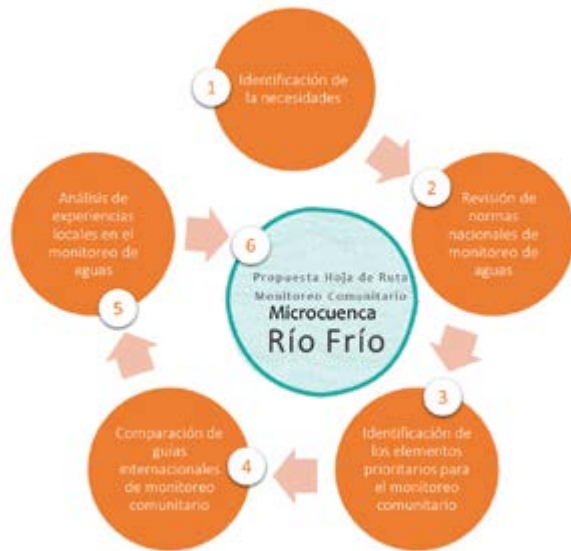 1
Identificación de
la necesidades
2
Revisión de
normas
nacionales de
monitoreo de
aguas
3
Identificación de
los elementos
prioritarios para
el monitoreo
comunitario
4
Comparación de
guías
internacionales
de monitoreo
comunitario
5
Análisis de
experiencias
locales en el
monitoreo de
aguas
6
Propuesta Hoja de Ruta
Monitoreo Comunitario
Microcuenca
Río Frío